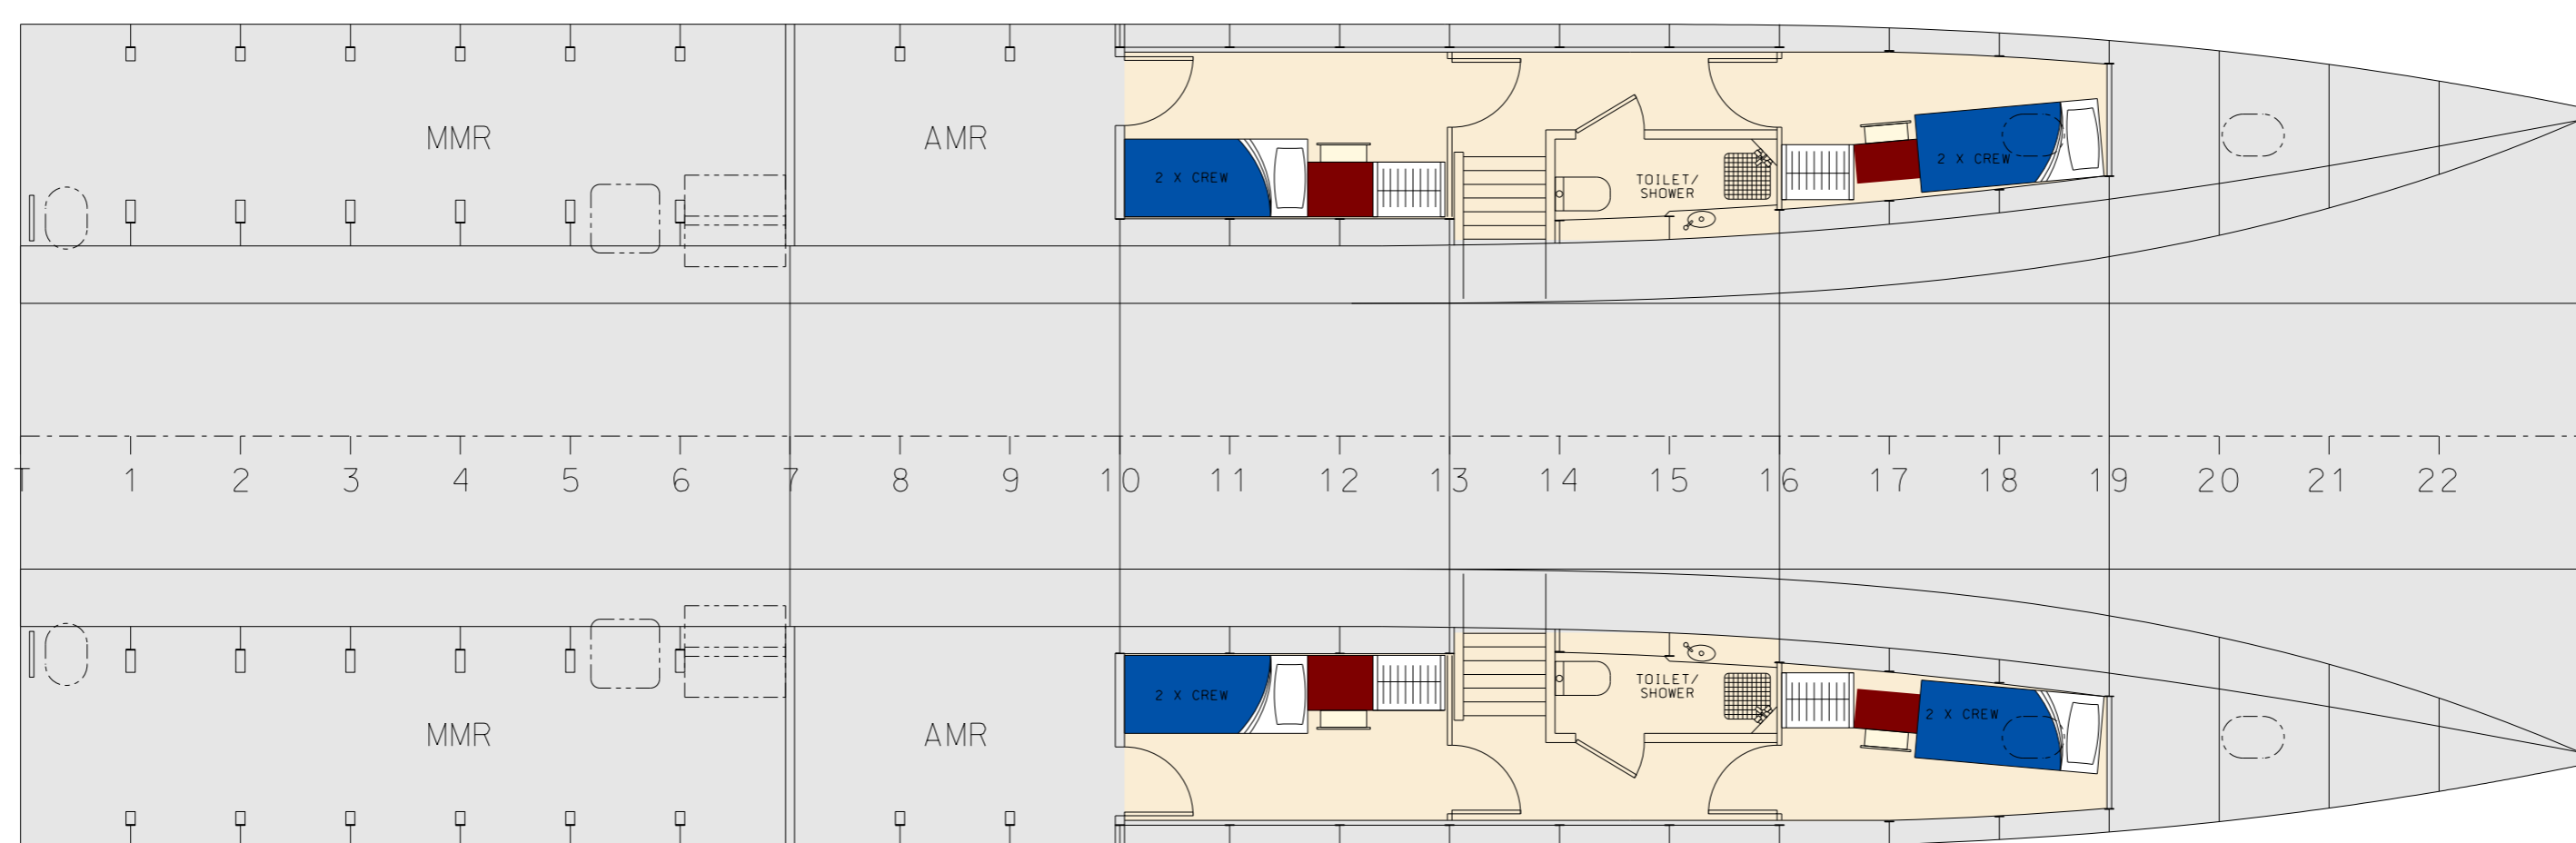 MMR
AMR
2 X CREW
TOILET/
SHOWER
2 X CREW
T 1 2 3 4 5 6 7 8 9 10 11 12 13 14 15 16 17 18 19 20 21 22
MMR
AMR
2 X CREW
TOILET/
SHOWER
2 X CREW